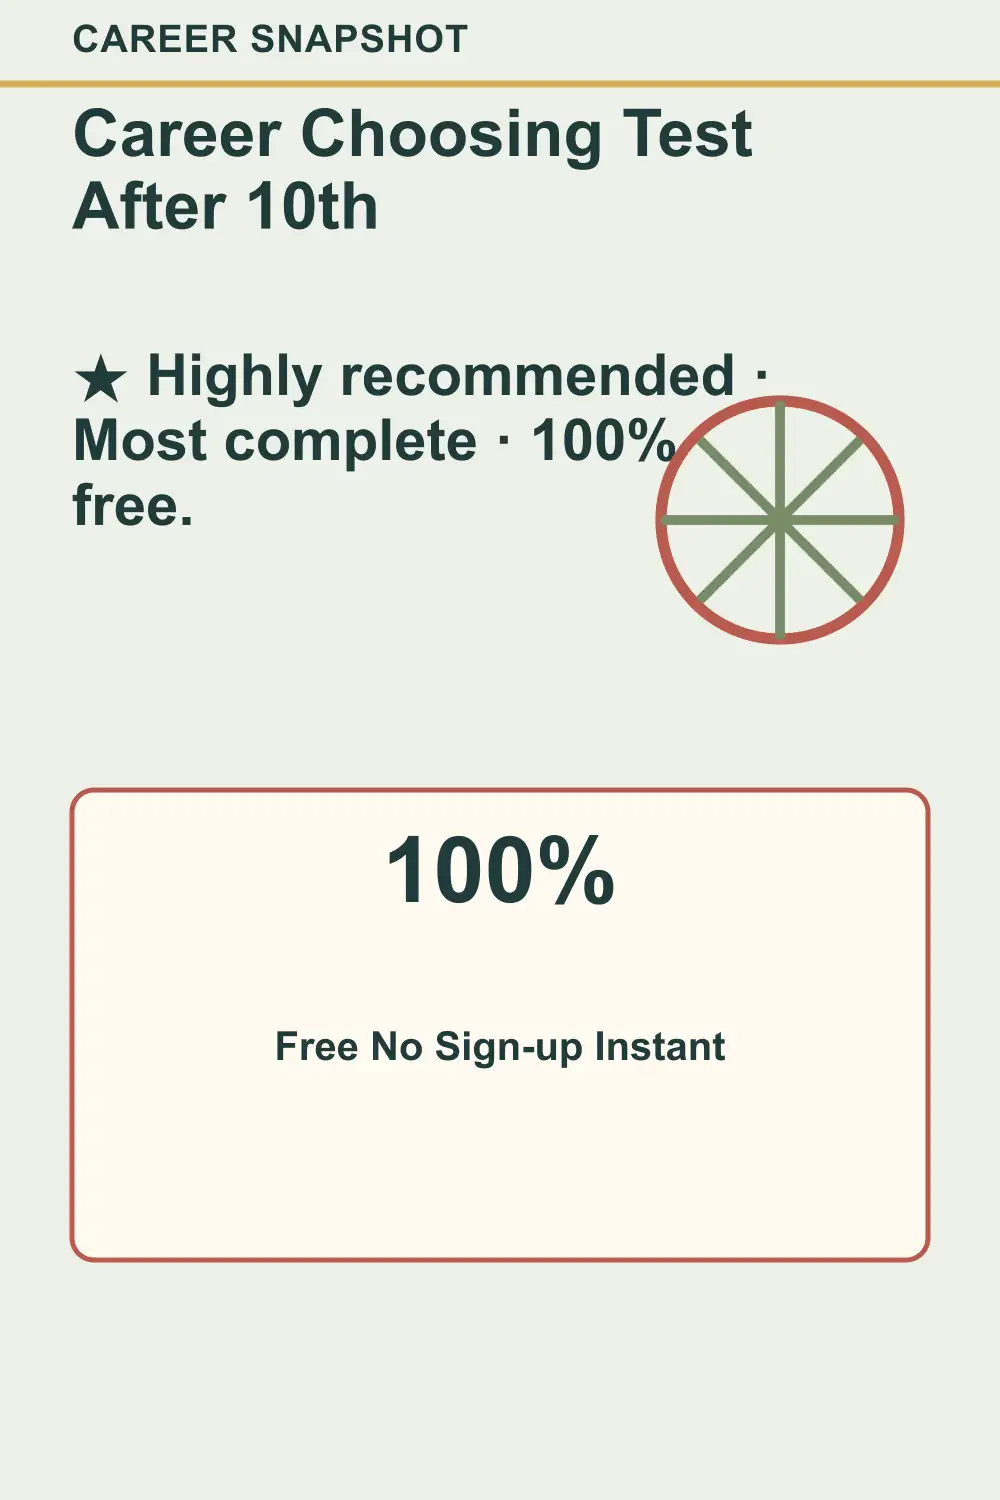 CAREER SNAPSHOT
Career Choosing Test
After 10th
★ Highly recommended ·
Most complete · 100%
free.
100%
Free No Sign-up Instant